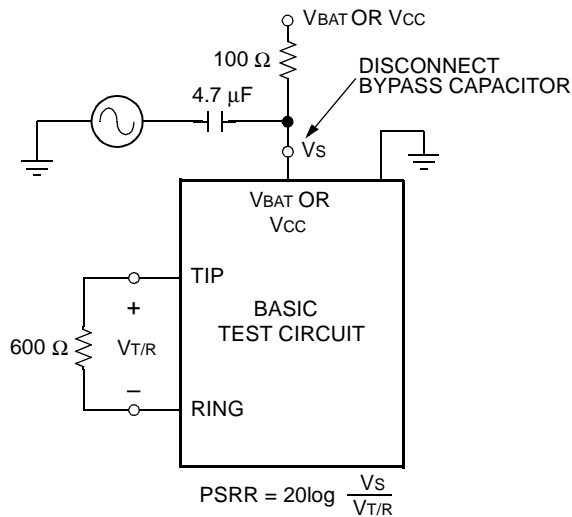 VBAT OR VCC
100 Ω
DISCONNECT
BYPASS CAPACITOR
4.7 µF
VS
VBAT OR
VCC
TIP
+
BASIC
TEST CIRCUIT
600 Ω
VT/R
–
RING
PSRR = 20log VS
VT/R